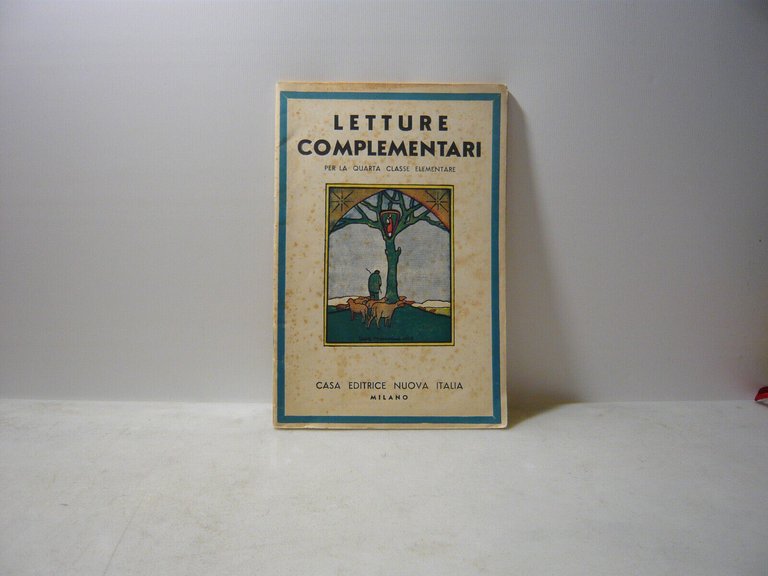 LETTURE
COMPLEMENTARI
PER LA QUARTA CLASSE ELEMENTARE
CASA EDITRICE NUOVA ITALIA
MILANO